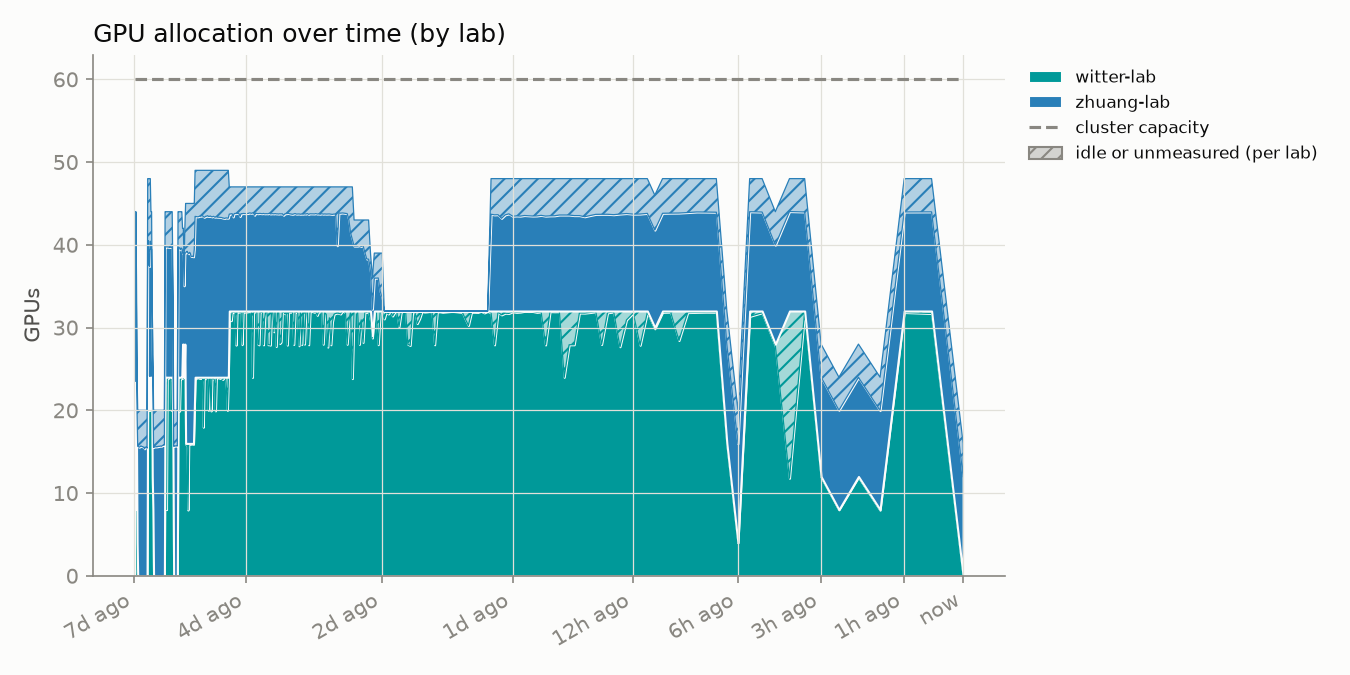 GPU allocation over time (by lab)
60
50
40
30
20
10
0
GPUs
7d ago
4d ago
2d ago
1d ago
12h ago
6h ago
3h ago
1h ago
now
witter-lab
zhuang-lab
cluster capacity
idle or unmeasured (per lab)